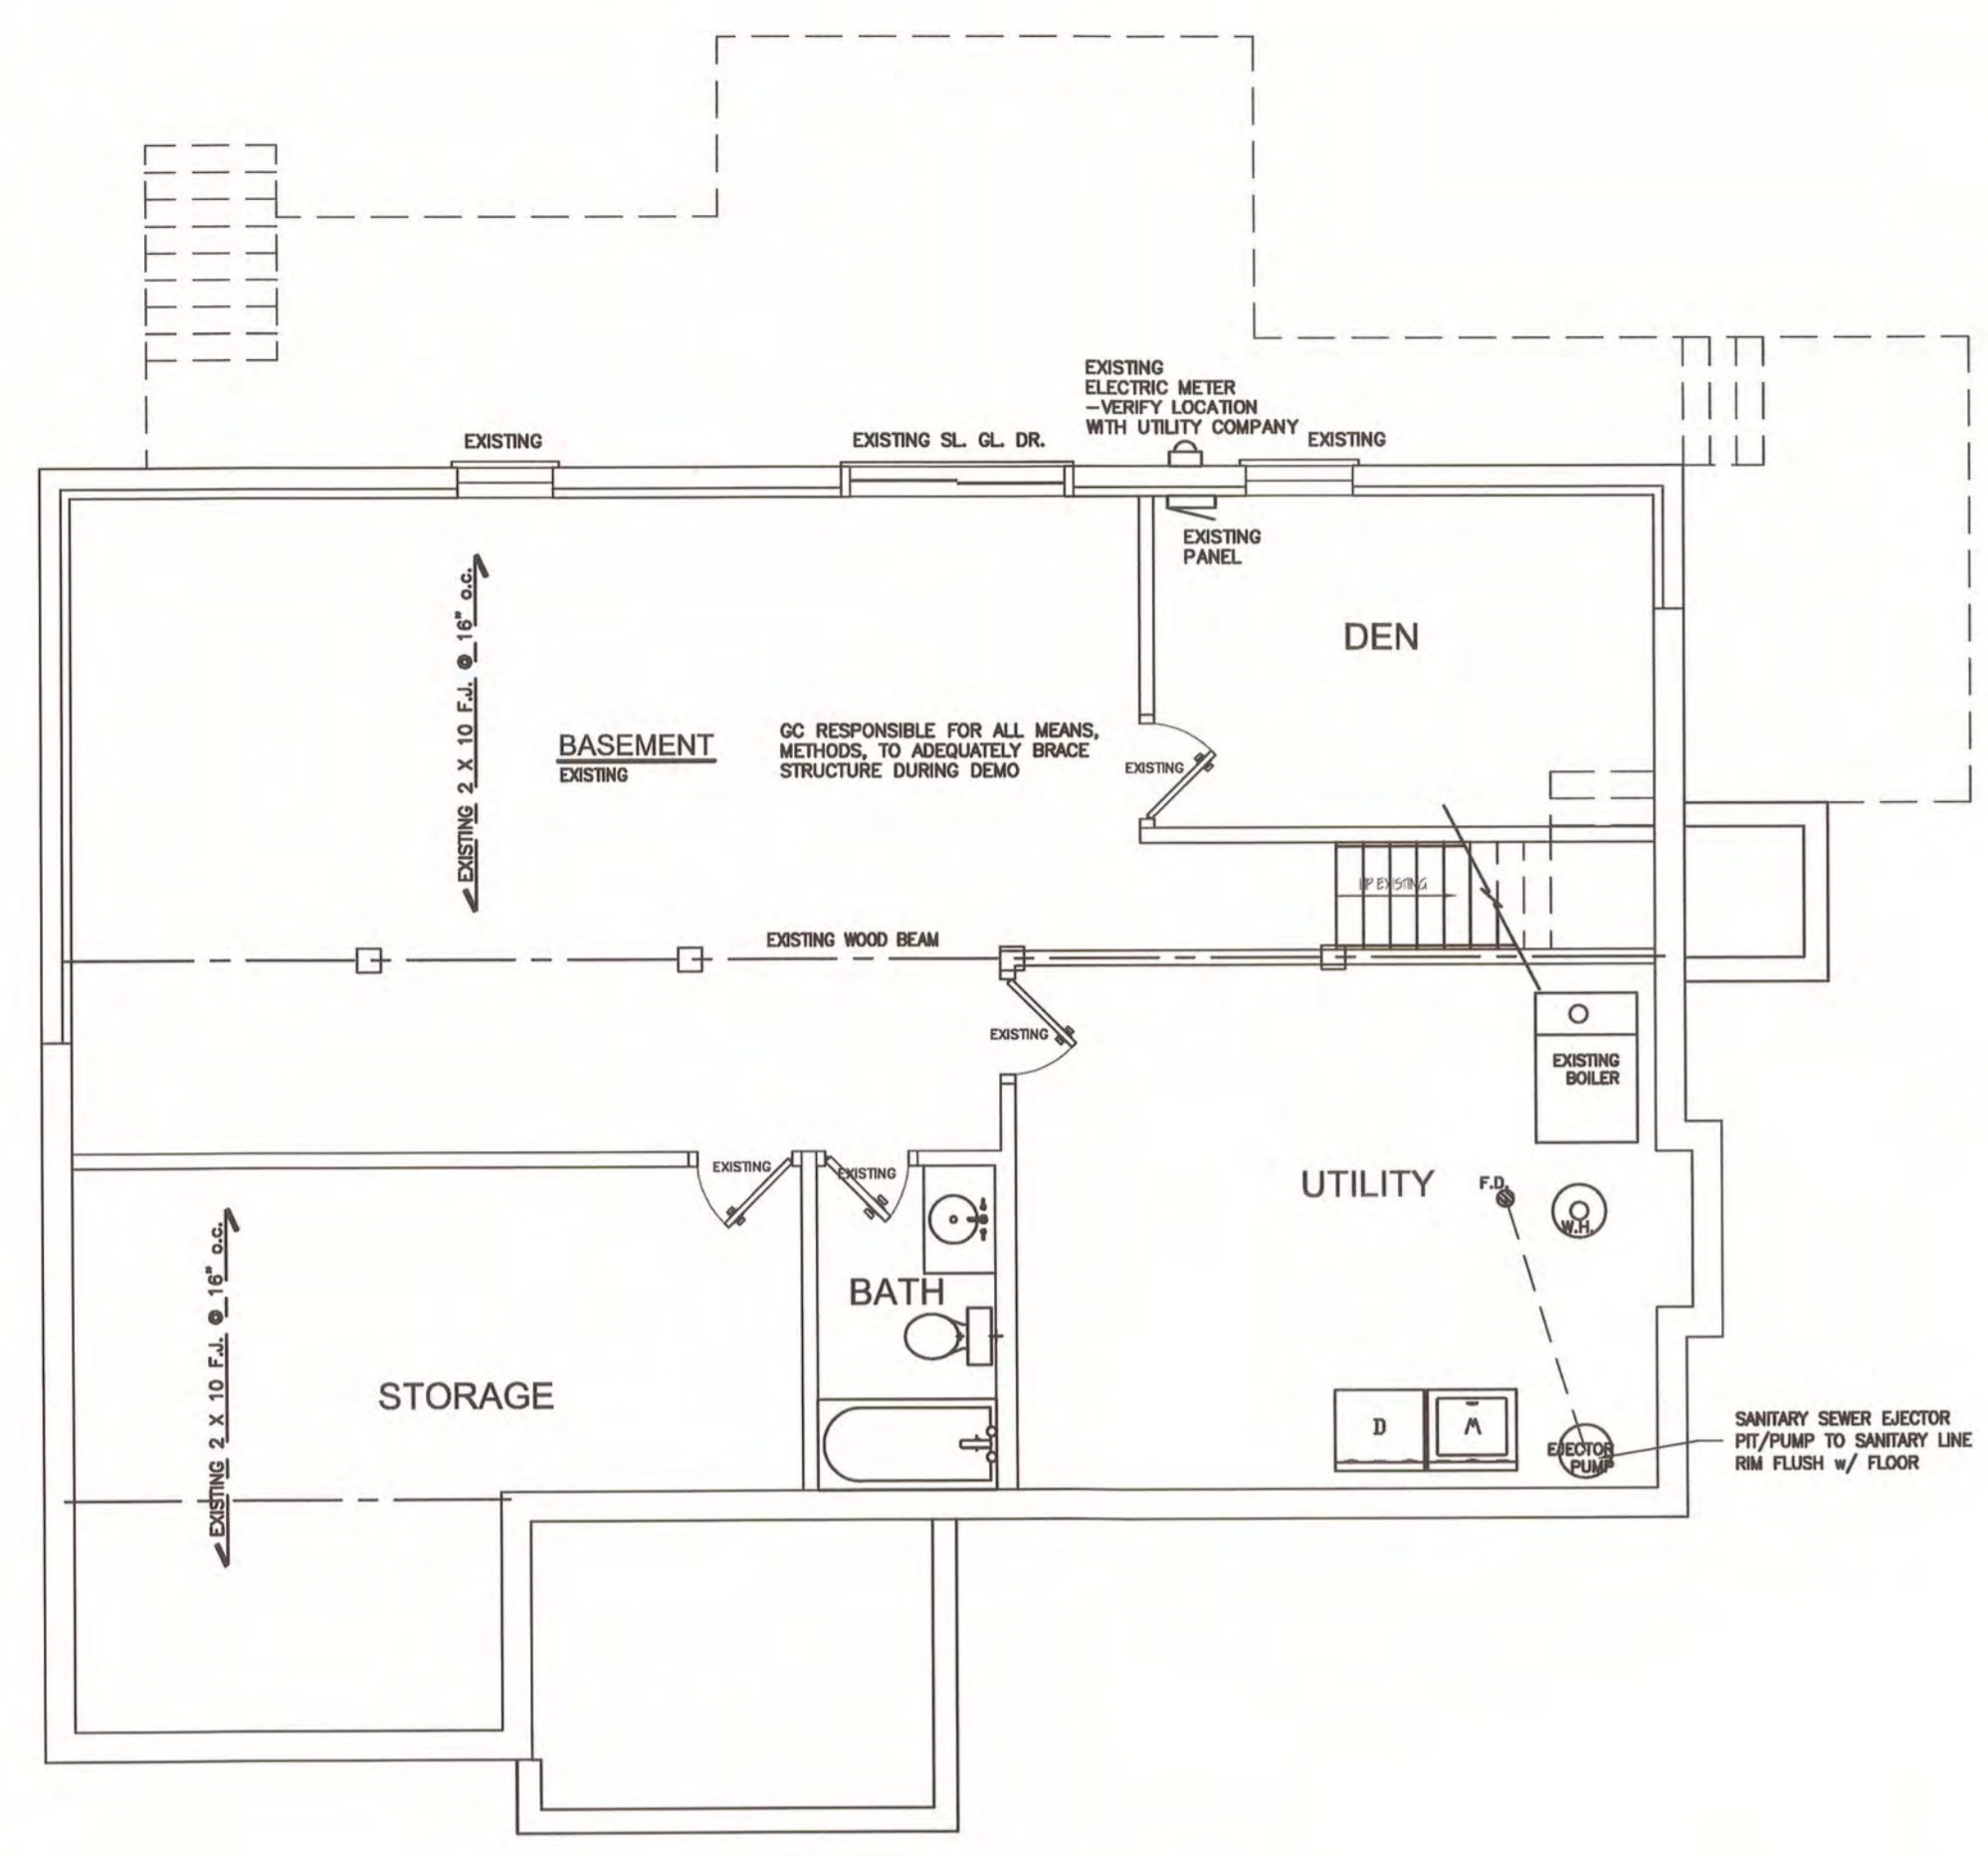 EXISTING
ELECTRIC METER
-VERIFY LOCATION
WITH UTILITY COMPANY
EXISTING
EXISTING SL. GL. DR.
EXISTING
EXISTING
PANEL
EXISTING 2 X 10 F.J. @ 16" o.c.
DEN
BASEMENT
EXISTING
GC RESPONSIBLE FOR ALL MEANS,
METHODS, TO ADEQUATELY BRACE
STRUCTURE DURING DEMO
EXISTING
UP EXISTING
EXISTING WOOD BEAM
EXISTING
EXISTING
BOILER
EXISTING
EXISTING
UTILITY
F.D.
W.H.
EXISTING 2 X 10 F.J. @ 16" o.c.
BATH
STORAGE
D
W
EJECTOR
PUMP
SANITARY SEWER EJECTOR
PIT/PUMP TO SANITARY LINE
RIM FLUSH w/ FLOOR